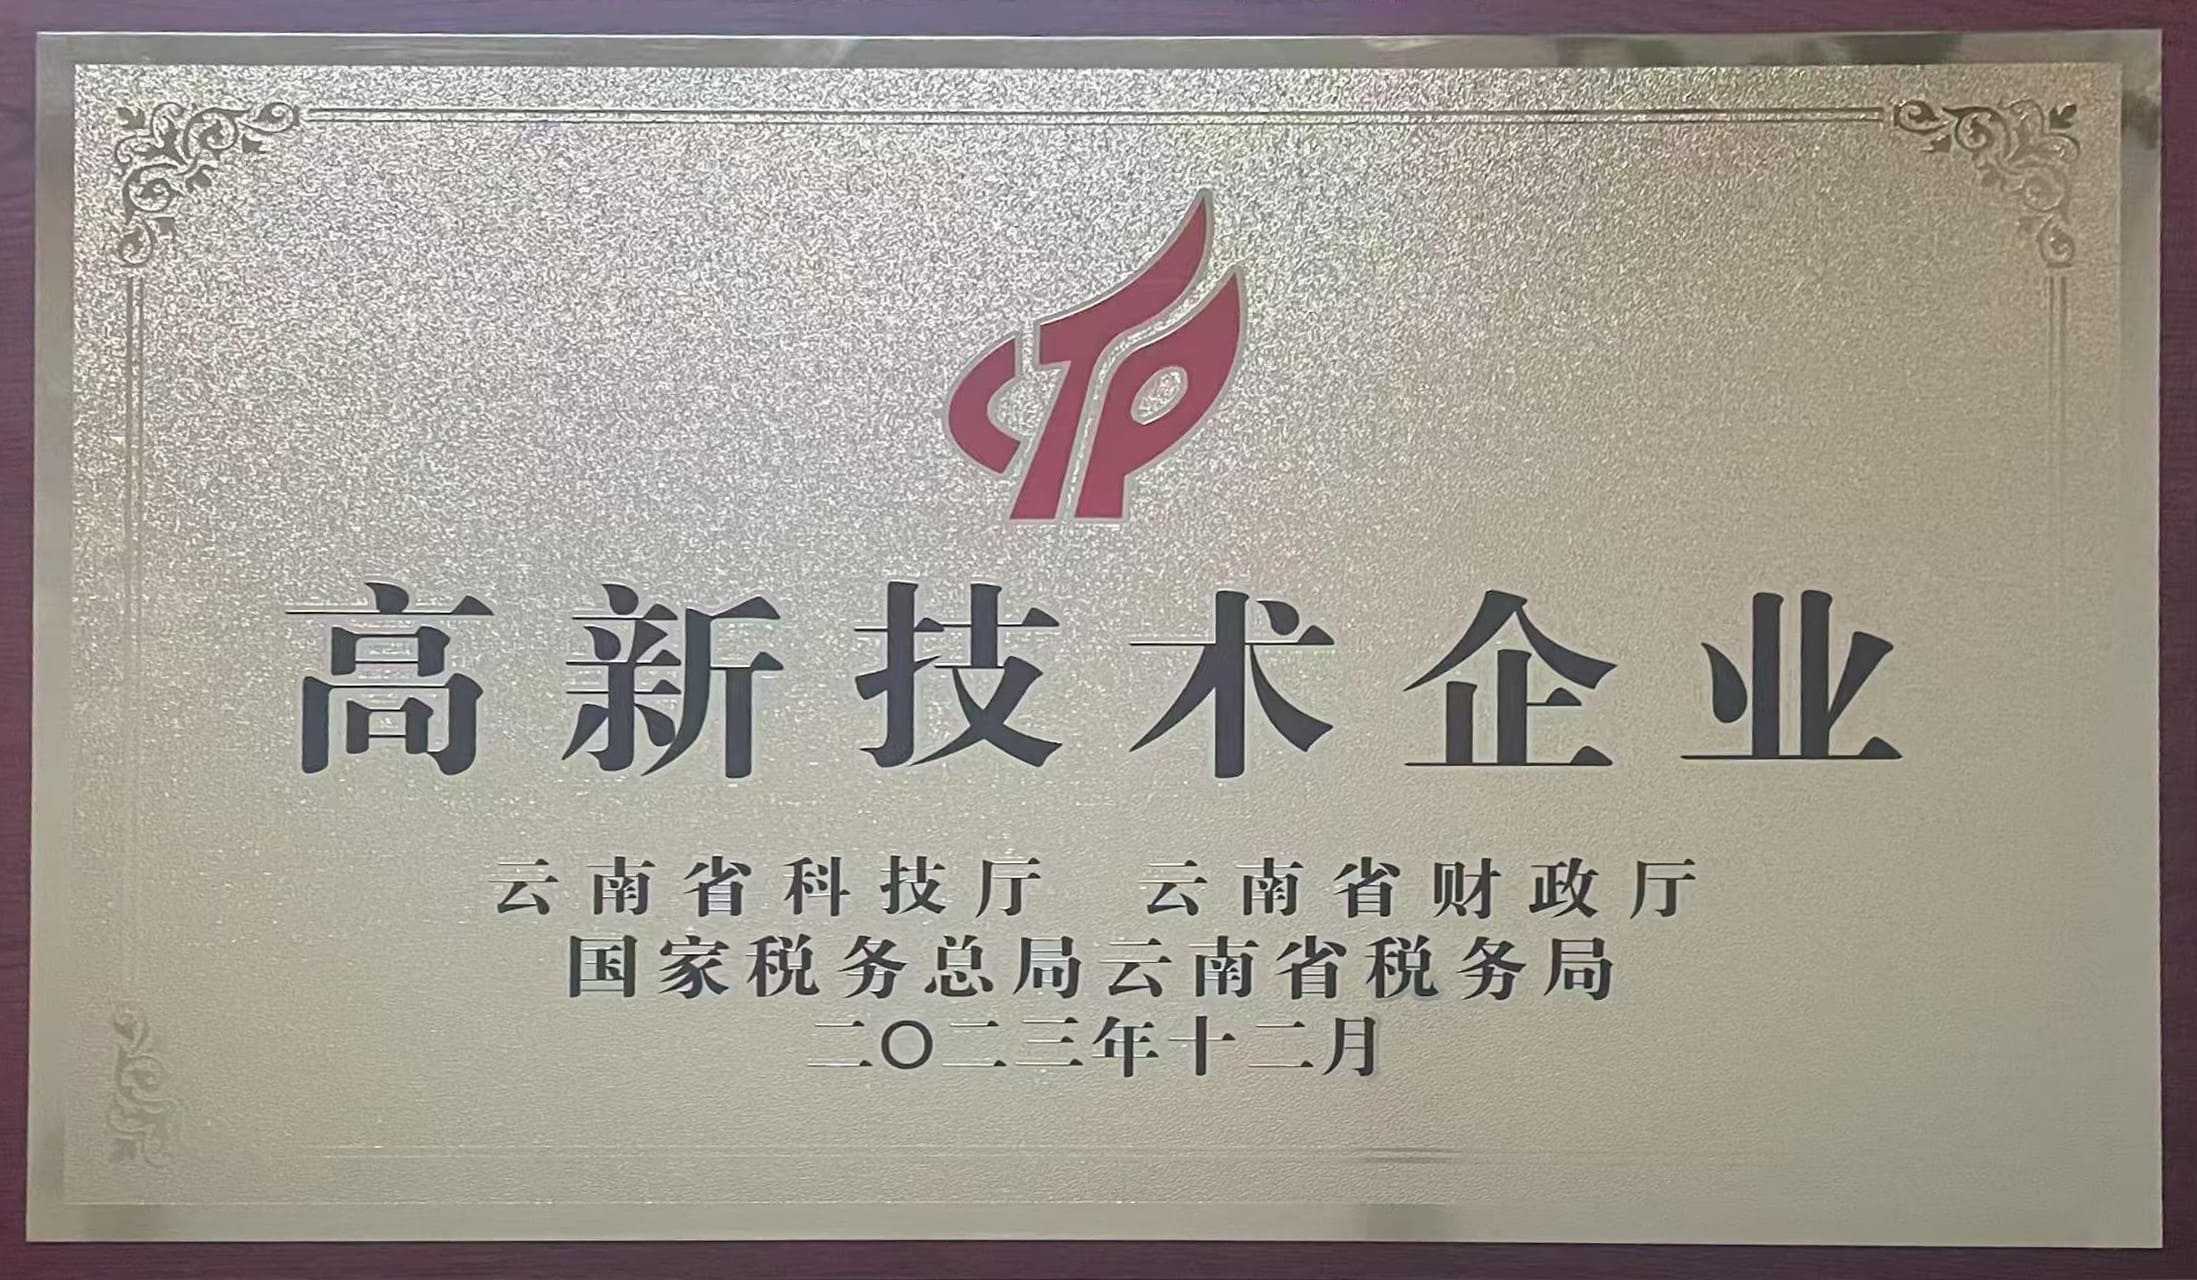 CTP
高新技术企业
云南省科技厅 云南省财政厅
国家税务总局云南省税务局
二〇二三年十二月